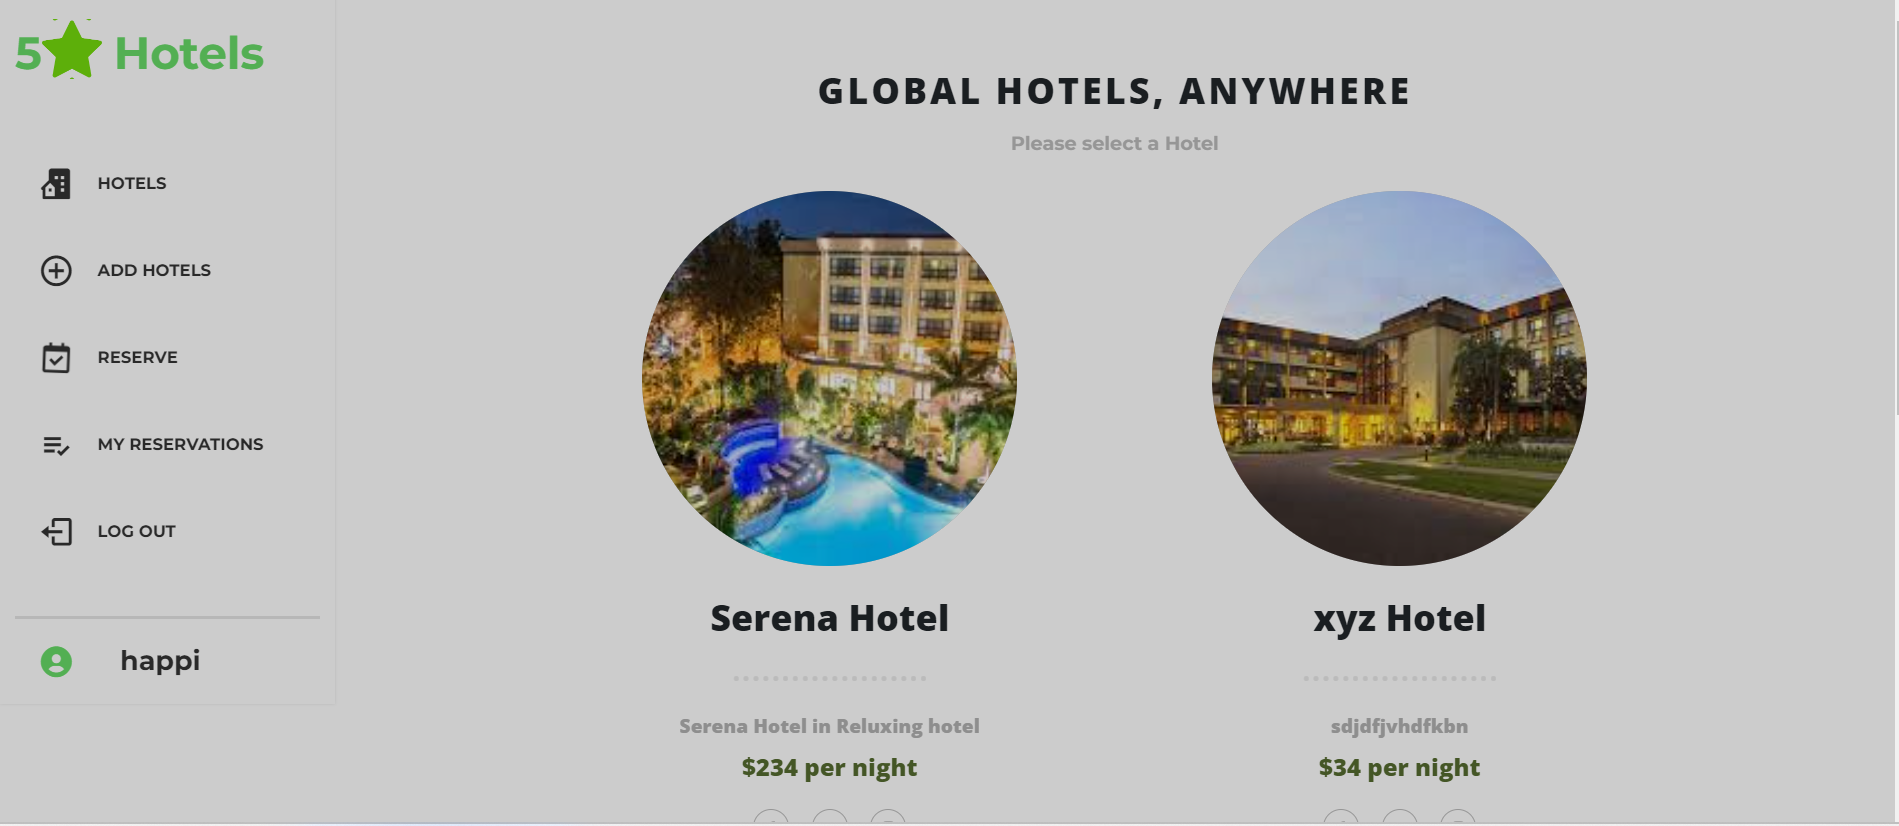 5 Hotels
HOTELS
ADD HOTELS
RESERVE
MY RESERVATIONS
LOG OUT
happi
GLOBAL HOTELS, ANYWHERE
Please select a Hotel
Serena Hotel
Serena Hotel in Reluxing hotel
$234 per night
xyz Hotel
sdjdfjvhdfkbn
$34 per night